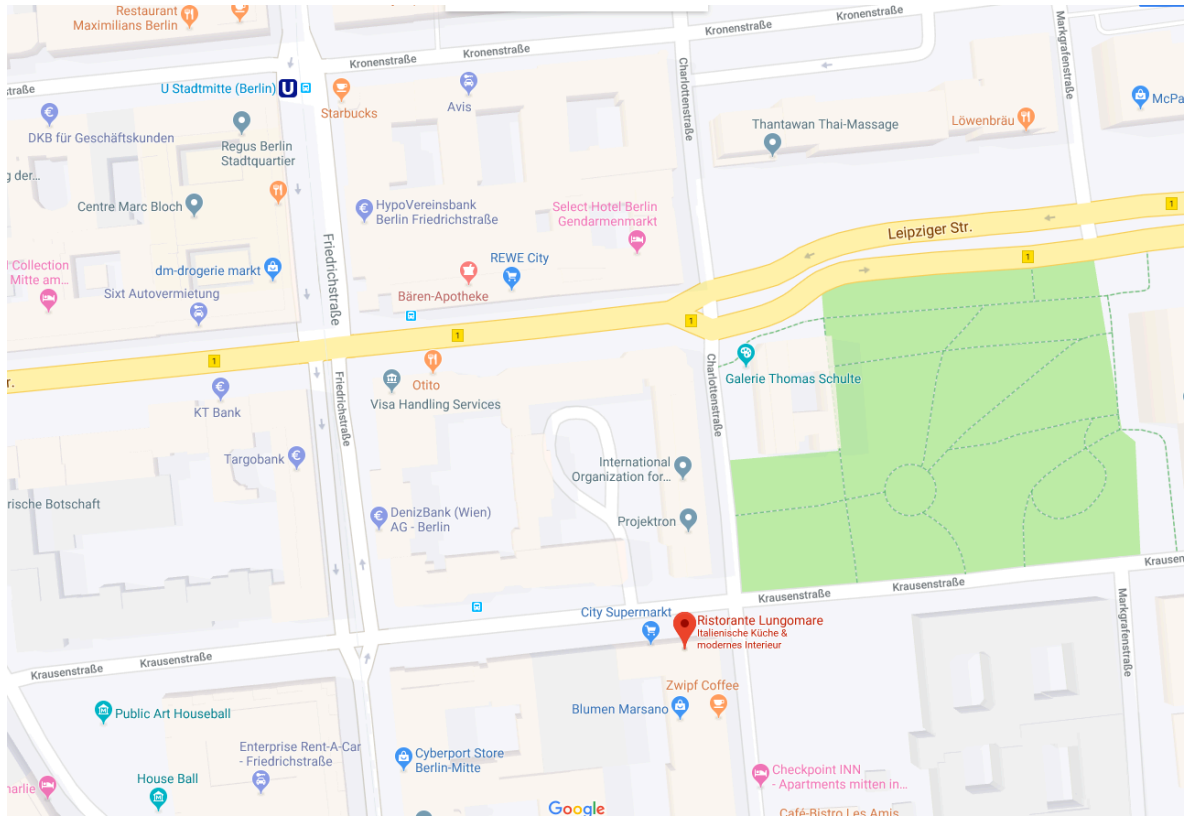 Restaurant
Maximilians Berlin
Kronenstraße
Kronenstraße
Kronenstraße
Markgrafenstraße
straße
U Stadtmitte (Berlin)
U
Starbucks
Avis
Charlottenstraße
McPa
DKB für Geschäftskunden
Regus Berlin
Stadtquartier
Thantawan Thai-Massage
Löwenbräu
g der...
Centre Marc Bloch
HypoVereinsbank
Berlin Friedrichstraße
Select Hotel Berlin
Gendarmenmarkt
1
Leipziger Str.
Friedrichstraße
l Collection
Mitte am...
dm-drogerie markt
REWE City
1
Sixt Autovermietung
Bären-Apotheke
1
1
1
r.
Otito
Galerie Thomas Schulte
KT Bank
Visa Handling Services
Friedrichstraße
Charlottenstraße
Targobank
International
Organization for...
rische Botschaft
DenizBank (Wien)
AG - Berlin
Projektron
Krausen
Krausenstraße
Krausenstraße
City Supermarkt
Ristorante Lungomare
Italienische Küche &
modernes Interieur
Markgrafenstraße
Krausenstraße
Krausenstraße
Zwipf Coffee
Blumen Marsano
Public Art Houseball
Enterprise Rent-A-Car
- Friedrichstraße
Cyberport Store
Berlin-Mitte
Checkpoint INN
- Apartments mitten in...
House Ball
harlie
Google
Café-Bistro Les Amis